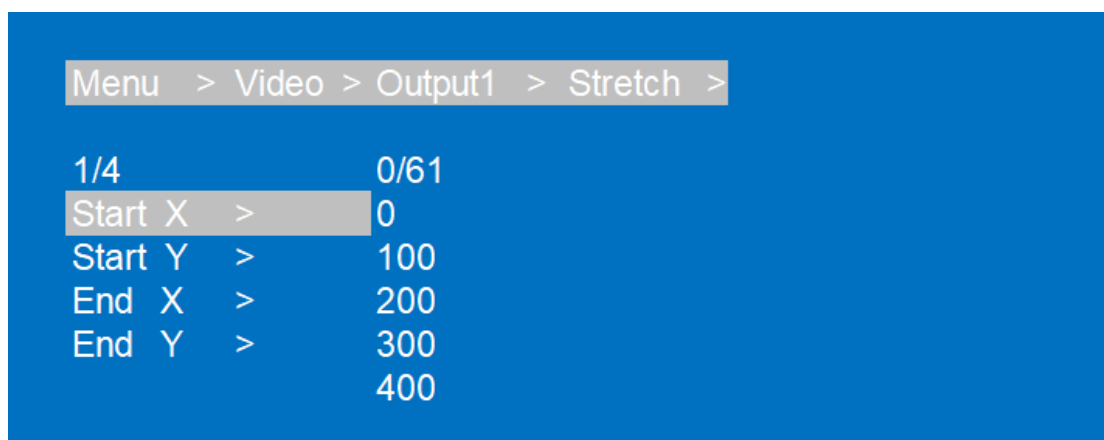 Menu > Video > Output1 > Stretch >
1/4 0/61
Start X > 0
Start Y > 100
End X > 200
End Y > 300
400